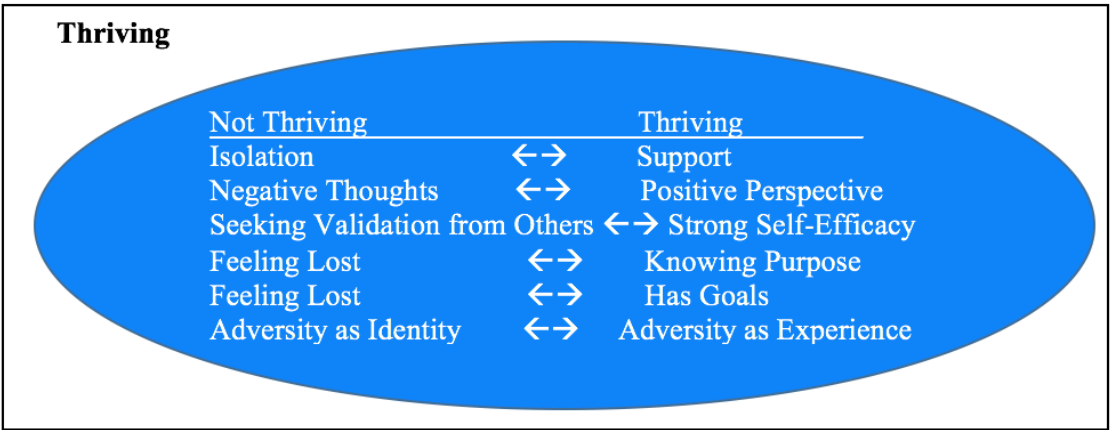 Thriving
Not Thriving Thriving
Isolation ←→ Support
Negative Thoughts ←→ Positive Perspective
Seeking Validation from Others ←→ Strong Self-Efficacy
Feeling Lost ←→ Knowing Purpose
Feeling Lost ←→ Has Goals
Adversity as Identity ←→ Adversity as Experience